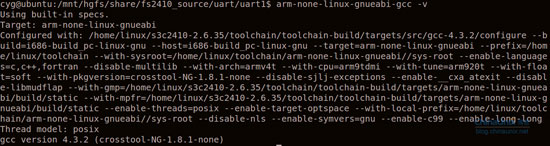 cyg@ubuntu:/mnt/hgfs/share/fs2410_source/uart/uart1$ arm-none-linux-gnueabi-gcc -v
Using built-in specs.
Target: arm-none-linux-gnueabi
Configured with: /home/linux/s3c2410-2.6.35/toolchain/toolchain-build/targets/src/gcc-4.3.2/configure --b
uild=i686-build_pc-linux-gnu --host=i686-build_pc-linux-gnu --target=arm-none-linux-gnueabi --prefix=/hom
e/linux/toolchain --with-sysroot=/home/linux/toolchain/arm-none-linux-gnueabi//sys-root --enable-language
s=c,c++,fortran --disable-multilib --with-arch=armv4t --with-cpu=arm9tdmi --with-tune=arm920t --with-floa
t=soft --with-pkgversion=crosstool-NG-1.8.1-none --disable-sjlj-exceptions --enable-__cxa_atexit --disabl
e-libmudflap --with-gmp=/home/linux/s3c2410-2.6.35/toolchain/toolchain-build/targets/arm-none-linux-gnuea
bi/build/static --with-mpfr=/home/linux/s3c2410-2.6.35/toolchain/toolchain-build/targets/arm-none-linux-g
nueabi/build/static --enable-threads=posix --enable-target-optspace --with-local-prefix=/home/linux/toolc
hain/arm-none-linux-gnueabi//sys-root --disable-nls --enable-symvers=gnu --enable-c99 --enable-long-long
Thread model: posix
gcc version 4.3.2 (crosstool-NG-1.8.1-none)
blog.chinaunix.net